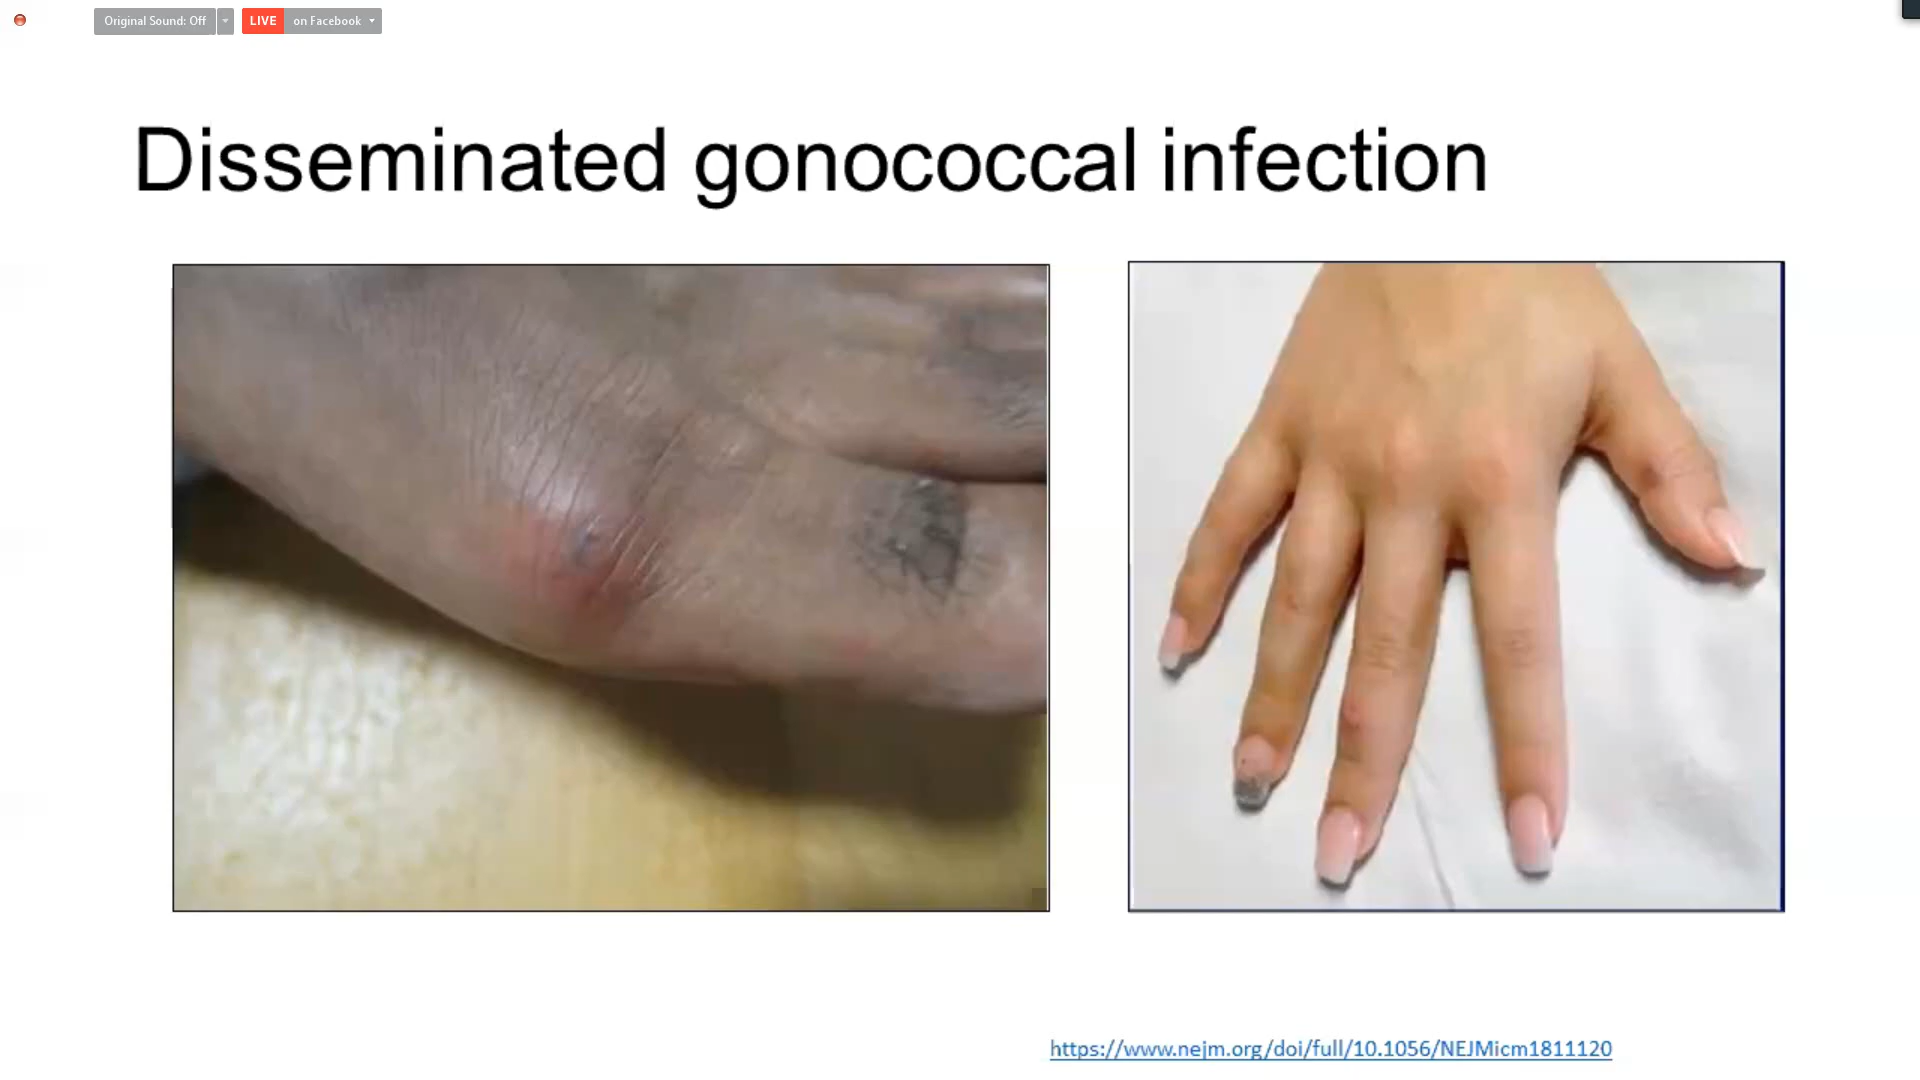 Original Sound: Off
LIVE on Facebook
Disseminated gonococcal infection
https://www.nejm.org/doi/full/10.1056/NEJMicm1811120